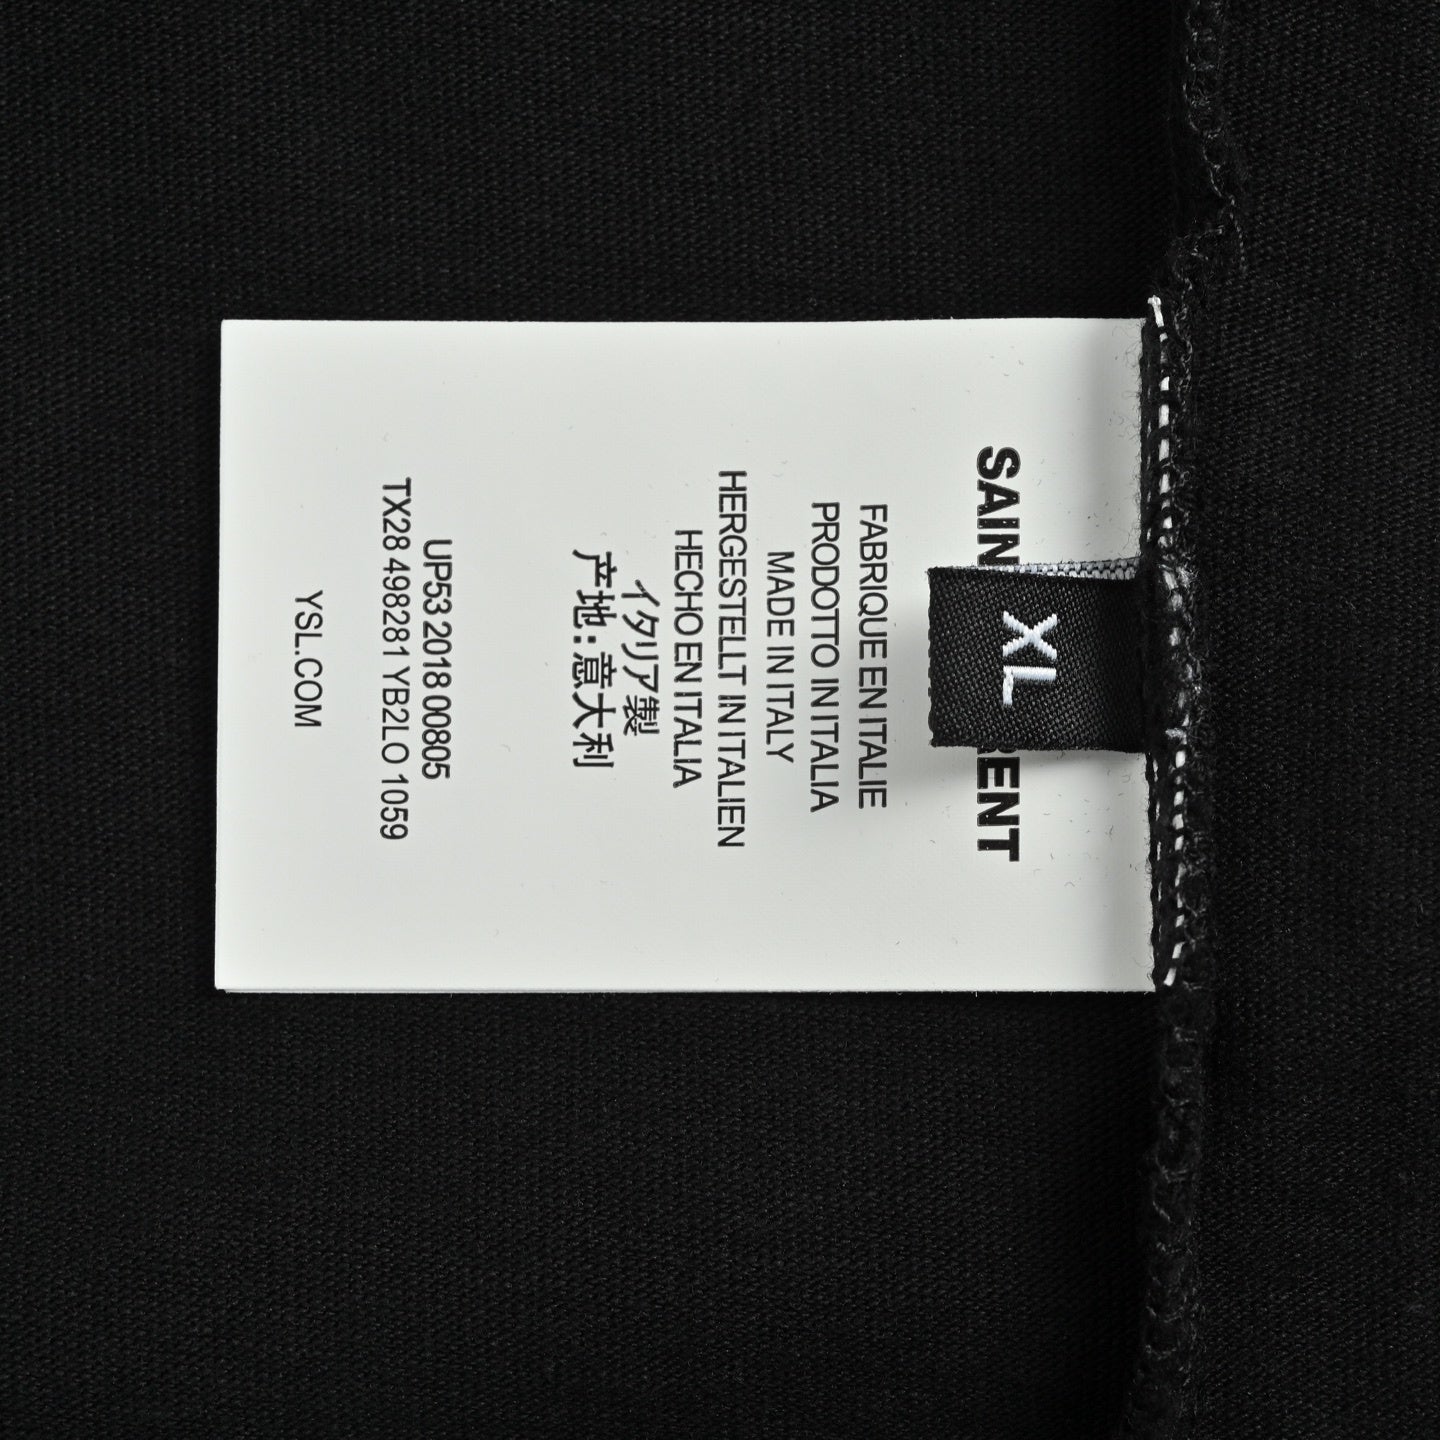 SAIN RENT
XL
FABRIQUE EN ITALIE
PRODOTTO IN ITALIA
MADE IN ITALY
HERGESTELLT IN ITALIEN
HECHO EN ITALIA
イタリア製
产地:意大利
UP53 2018 00805
TX28 498281 YB2LO 1059
YSL.COM